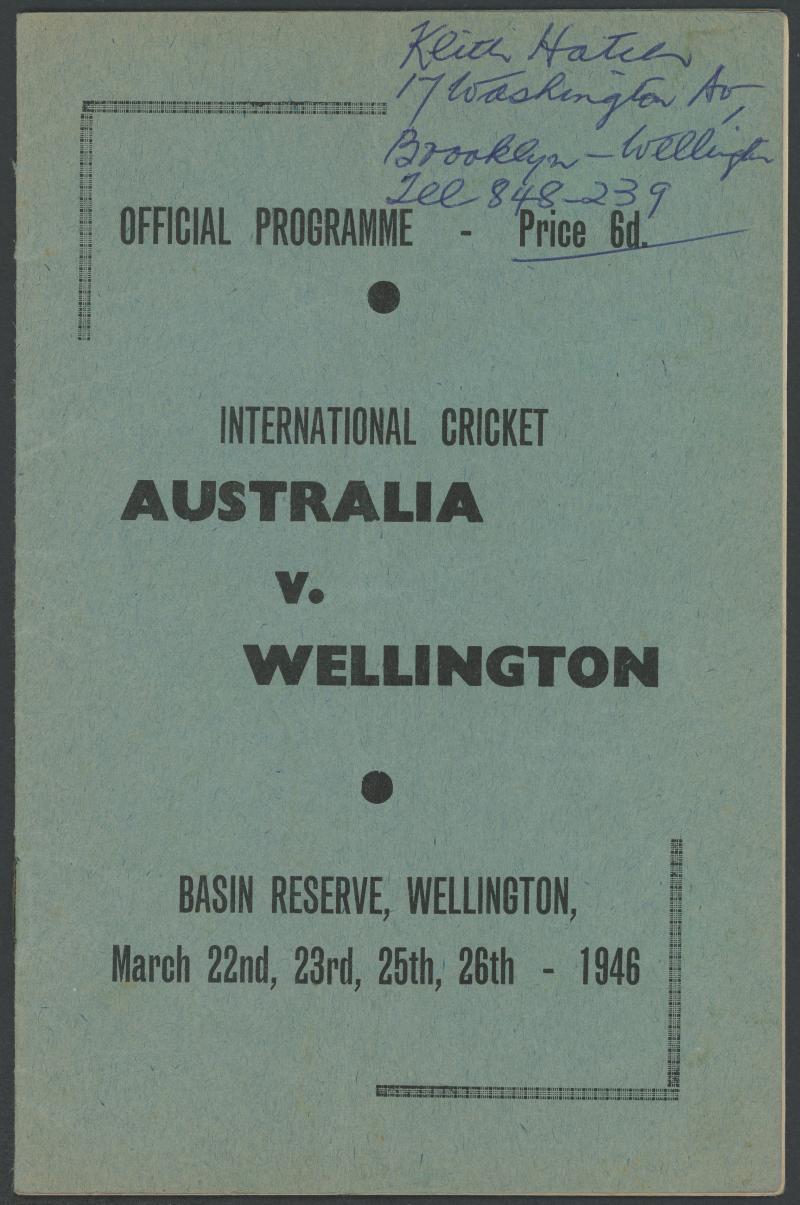 Keith Hatch
17 Washington Av,
Brooklyn - Wellington
Tel 848-239
OFFICIAL PROGRAMME - Price 6d.
INTERNATIONAL CRICKET
AUSTRALIA
v.
WELLINGTON
BASIN RESERVE, WELLINGTON,
March 22nd, 23rd, 25th, 26th - 1946